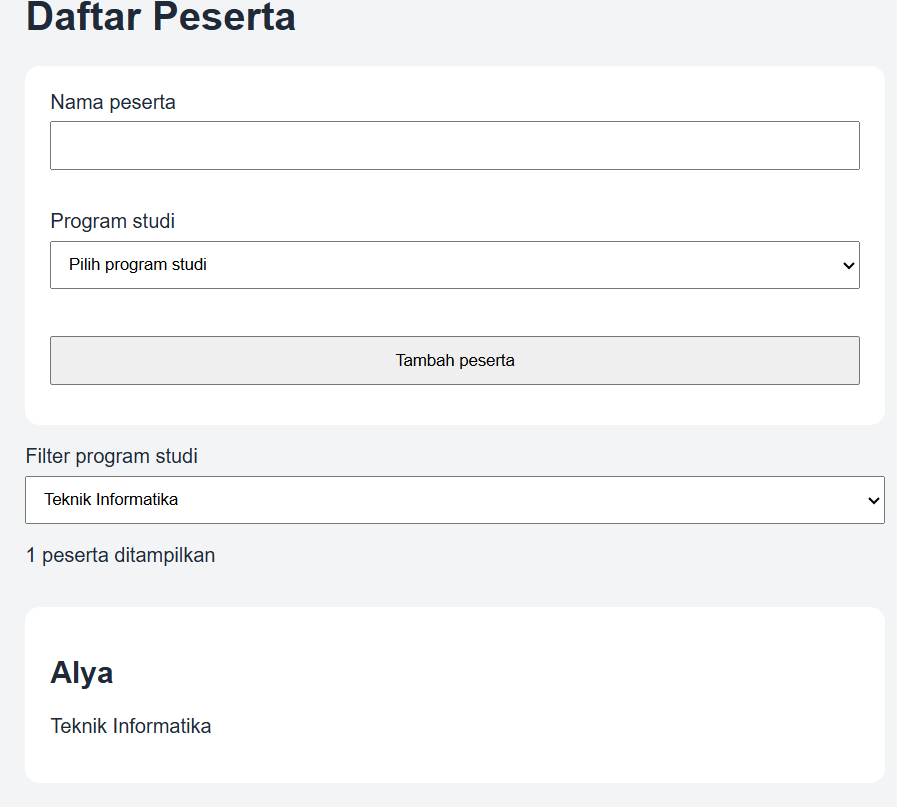 Daftar Peserta
Nama peserta
Program studi
Pilih program studi
Tambah peserta
Filter program studi
Teknik Informatika
1 peserta ditampilkan
Alya
Teknik Informatika